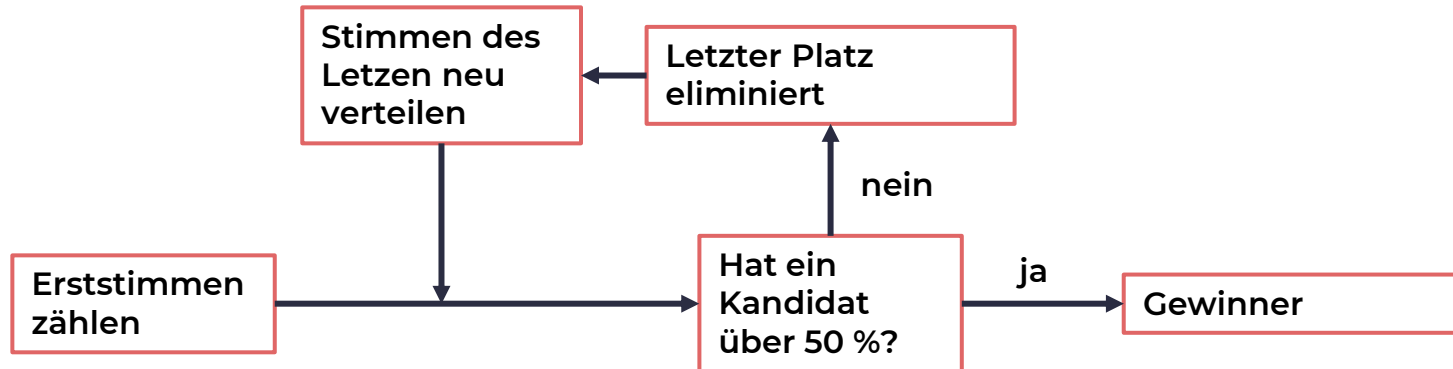 Stimmen des
Letzen neu
verteilen
Letzter Platz
eliminiert
nein
Erststimmen
zählen
Hat ein
Kandidat
über 50 %?
ja
Gewinner